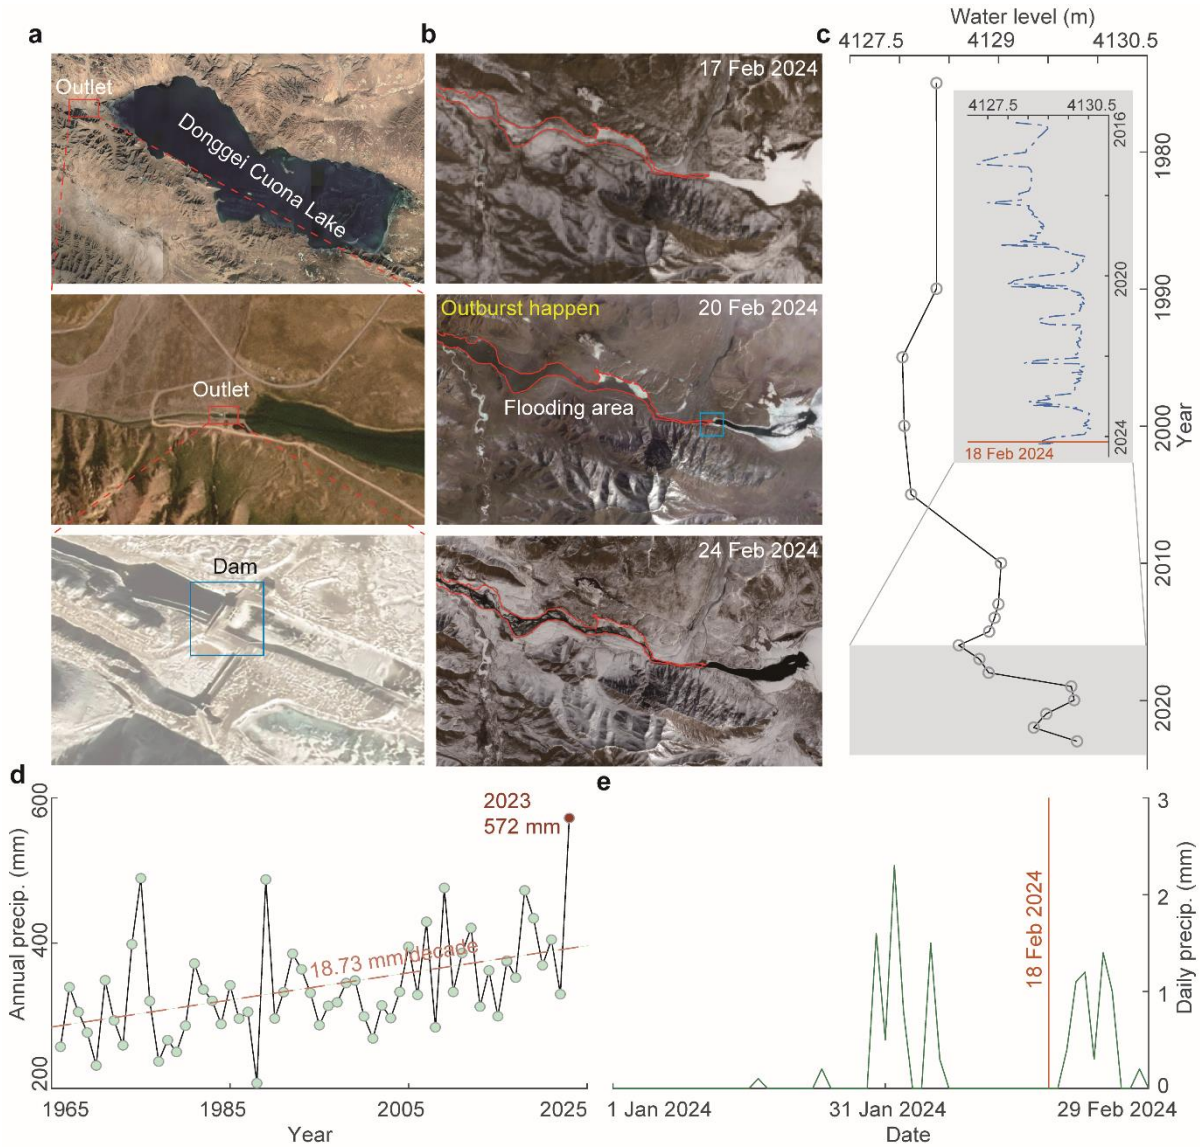 a
Outlet
Donggei Cuona Lake
Outlet
Dam
b
17 Feb 2024
Outburst happen
20 Feb 2024
Flooding area
24 Feb 2024
c
Water level (m)
4127.5 4129 4130.5
4127.5 4130.5
2016
2020
2024
18 Feb 2024
1980
1990
2000
2010
2020
Year
d
600
400
200
Annual precip. (mm)
2023
572 mm
18.73 mm/decade
1965 1985 2005 2025
Year
e
18 Feb 2024
3
2
1
0
Daily precip. (mm)
1 Jan 2024 31 Jan 2024 29 Feb 2024
Date